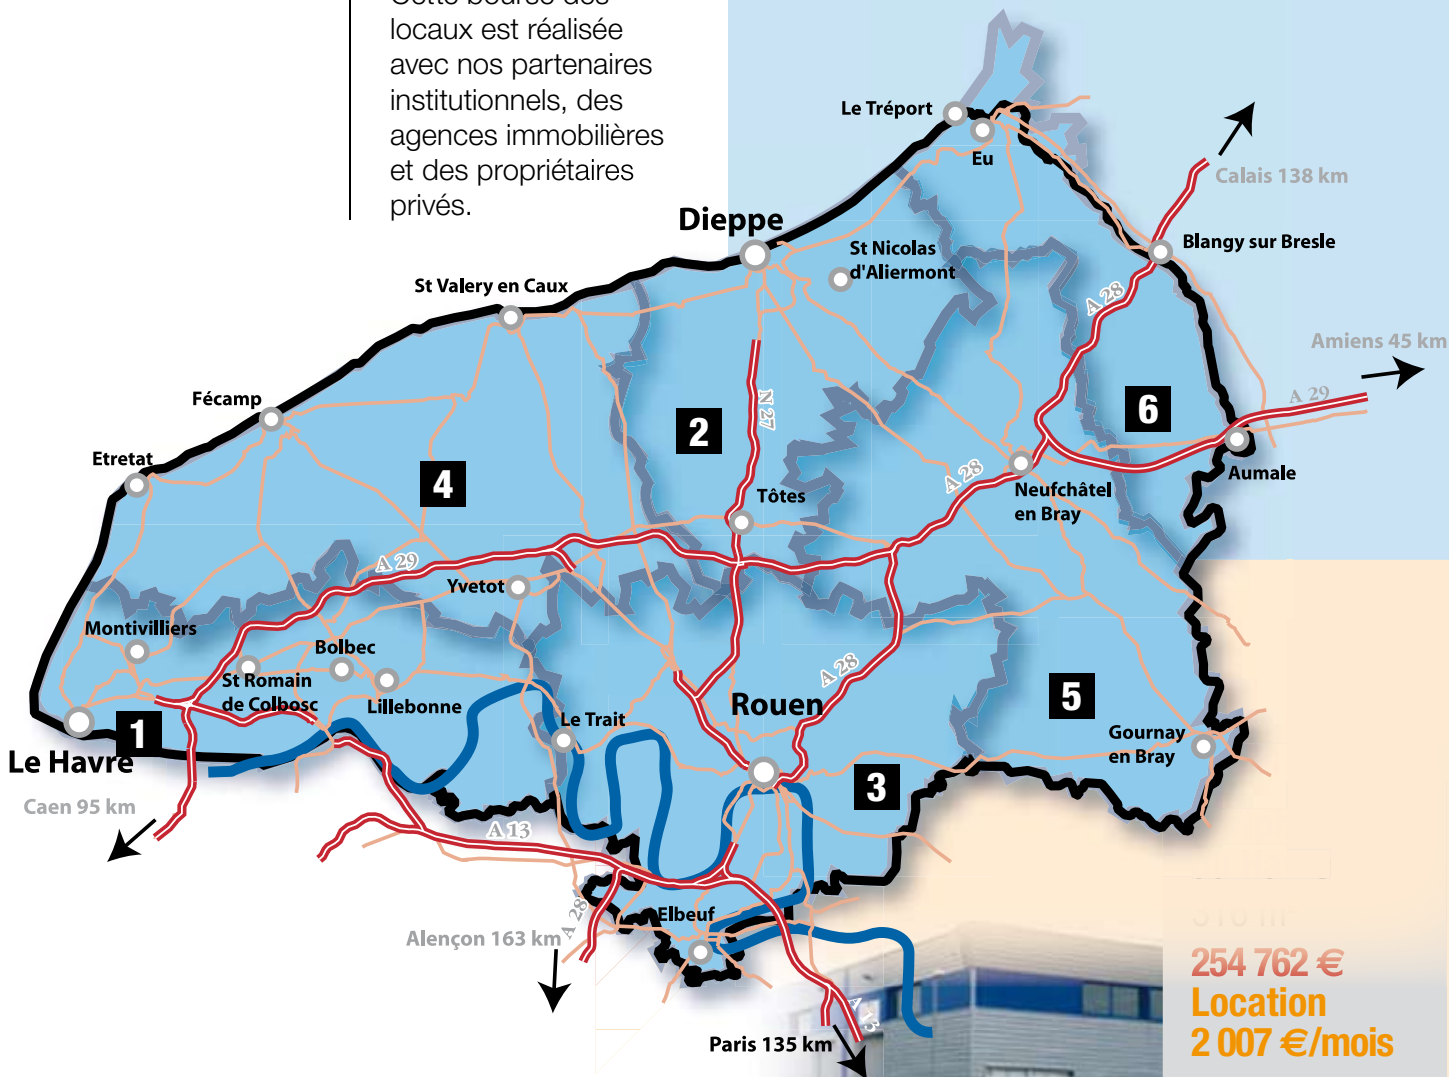 Cette bourse des
locaux est réalisée
avec nos partenaires
institutionnels, des
agences immobilières
et des propriétaires
privés.
Le Tréport
Eu
Calais 138 km
Dieppe
St Nicolas
d'Aliermont
Blangy sur Bresle
St Valery en Caux
A 28
Amiens 45 km
A 29
Fécamp
N 27
6
2
Etretat
4
A 28
Aumale
Neufchâtel
en Bray
Tôtes
A 29
Yvetot
Montivilliers
Bolbec
St Romain
de Colbosc
Lillebonne
A 28
Rouen
5
Le Trait
1
Gournay
en Bray
Le Havre
3
Caen 95 km
A 13
A 28
Elbeuf
Alençon 163 km
A 13
Paris 135 km
254 762 €
Location
2 007 €/mois